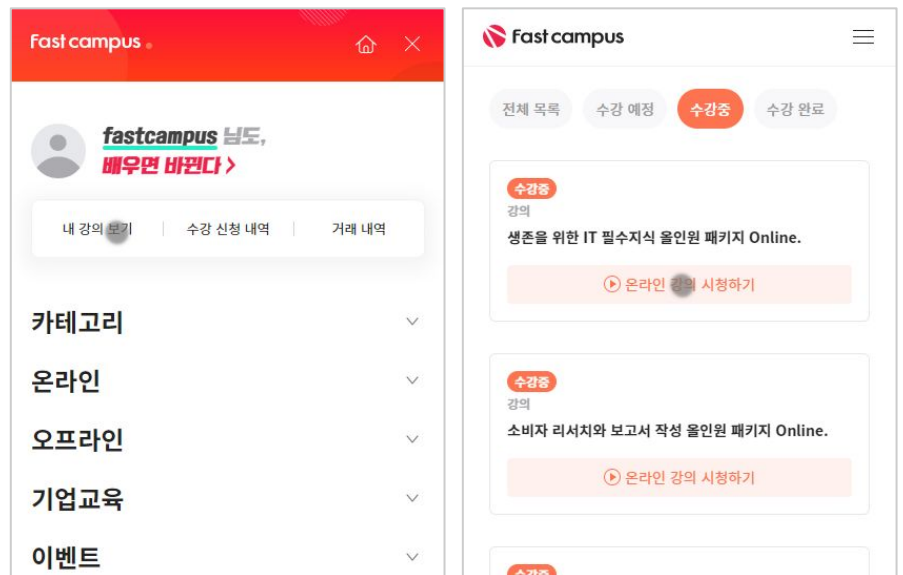 Fast campus.
fastcampus 님도,
배우면 바뀐다 >
내 강의 보기
수강 신청 내역
거래 내역
카테고리
온라인
오프라인
기업교육
이벤트
Fast campus
전체 목록 수강 예정 수강중 수강 완료
수강중
강의
생존을 위한 IT 필수지식 올인원 패키지 Online.
온라인 강의 시청하기
수강중
강의
소비자 리서치와 보고서 작성 올인원 패키지 Online.
온라인 강의 시청하기
수강중